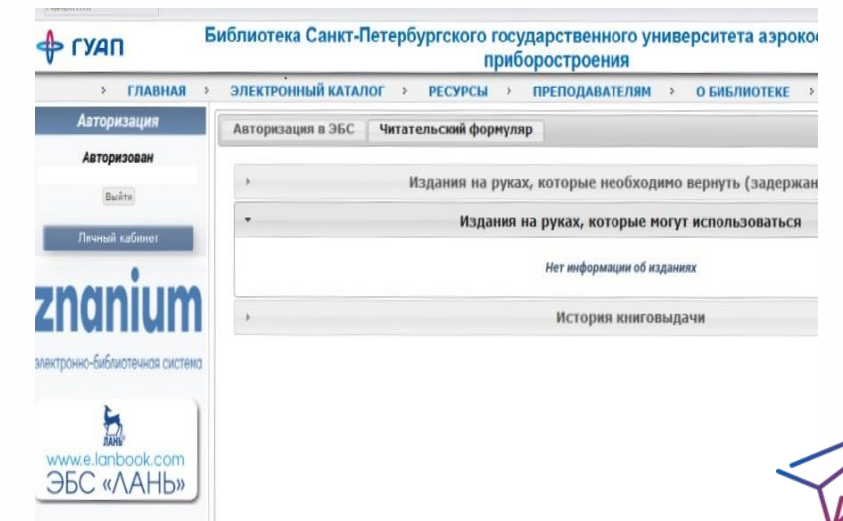 ГУАП
Библиотека Санкт-Петербургского государственного университета аэроко
приборостроения
ГЛАВНАЯ
ЭЛЕКТРОННЫЙ КАТАЛОГ
РЕСУРСЫ
ПРЕПОДАВАТЕЛЯМ
О БИБЛИОТЕКЕ
Авторизация
Авторизован
Выйти
Личный кабинет
znanium
электронно-библиотечная система
ЛАНЬ
www.e.lanbook.com
ЭБС «ЛАНЬ»
Авторизация в ЭБС
Читательский формуляр
Издания на руках, которые необходимо вернуть (задержан
Издания на руках, которые могут использоваться
Нет информации об изданиях
История книговыдачи